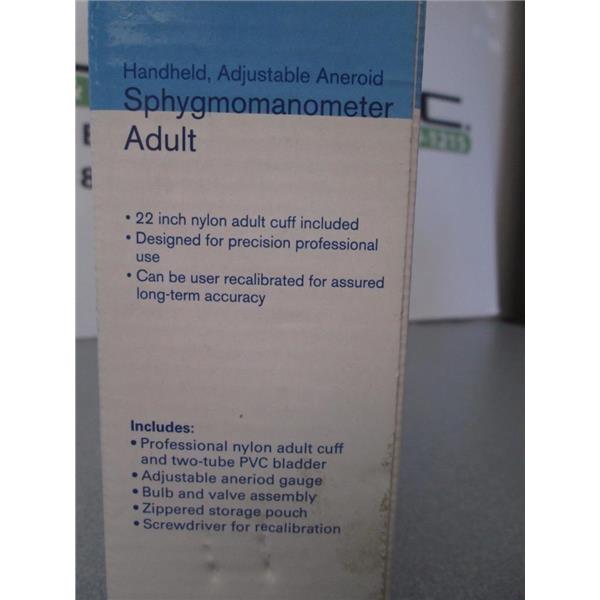 Handheld, Adjustable Aneroid
Sphygmomanometer
Adult
• 22 inch nylon adult cuff included
• Designed for precision professional
use
• Can be user recalibrated for assured
long-term accuracy
Includes:
• Professional nylon adult cuff
and two-tube PVC bladder
• Adjustable aneriod gauge
• Bulb and valve assembly
• Zippered storage pouch
• Screwdriver for recalibration
C.